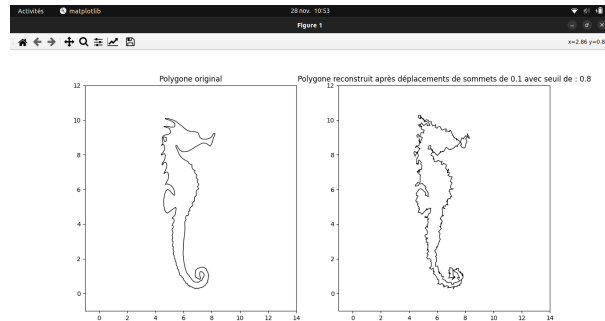 Activités matplotlib 28 nov. 10:53
Figure 1
x=2.86 y=0.8
Polygone original
Polygone reconstruit après déplacements de sommets de 0.1 avec seuil de : 0.8
12 12
10 10
8 8
6 6
4 4
2 2
0 0
0 2 4 6 8 10 12 14 0 2 4 6 8 10 12 14